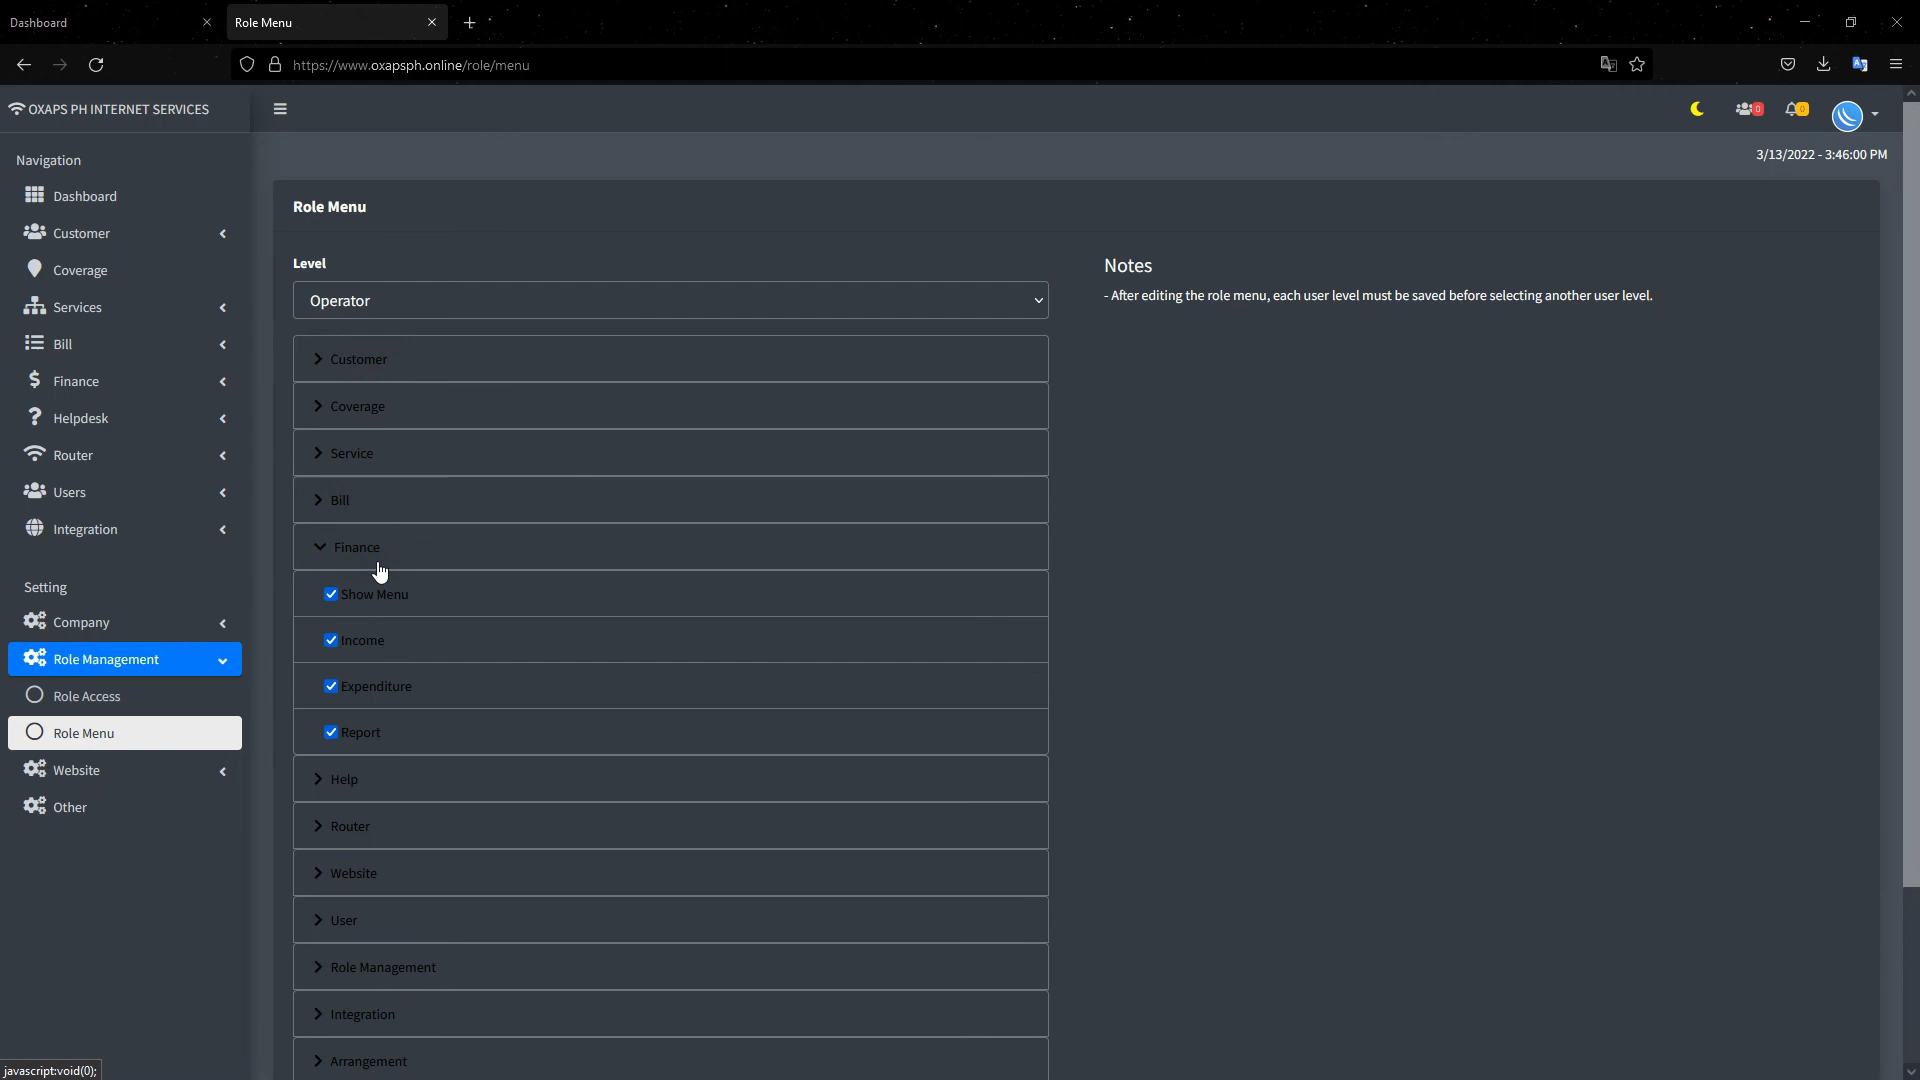 Dashboard
Role Menu
https://www.oxapsph.online/role/menu
OXAPS PH INTERNET SERVICES
0
0
3/13/2022 - 3:46:00 PM
Navigation
Dashboard
Customer
Coverage
Services
Bill
Finance
Helpdesk
Router
Users
Integration
Setting
Company
Role Management
Role Access
Role Menu
Website
Other
Role Menu
Level
Operator
Customer
Coverage
Service
Bill
Finance
Show Menu
Income
Expenditure
Report
Help
Router
Website
User
Role Management
Integration
Arrangement
Notes
- After editing the role menu, each user level must be saved before selecting another user level.
javascript:void(0);